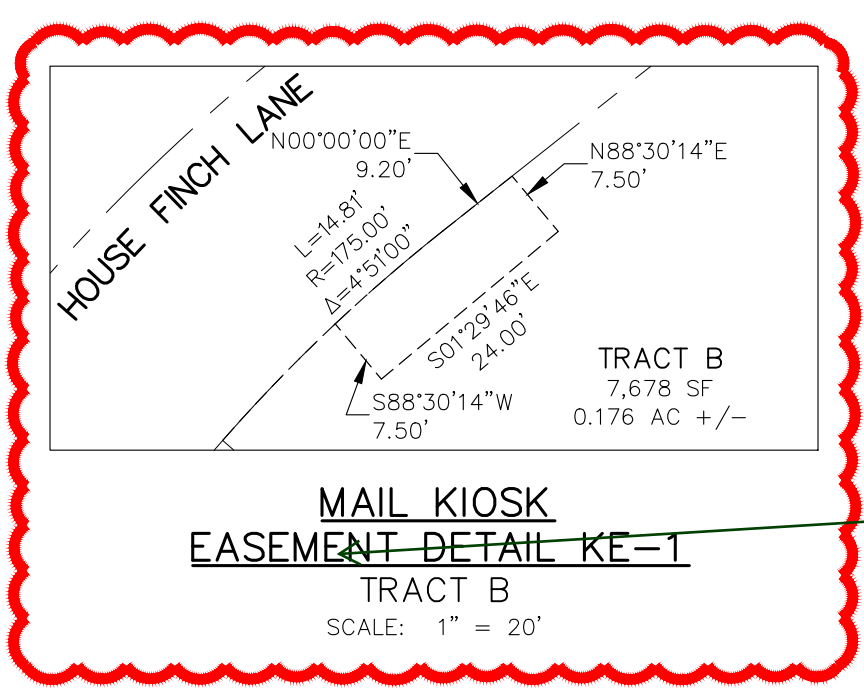 HOUSE FINCH LANE
N00°00'00"E
9.20'
N88°30'14"E
7.50'
L=14.81'
R=175.00'
Δ=4°51'00"
S01°29'46"E
24.00'
S88°30'14"W
7.50'
TRACT B
7,678 SF
0.176 AC +/-
MAIL KIOSK
EASEMENT DETAIL KE-1
TRACT B
SCALE: 1" = 20'